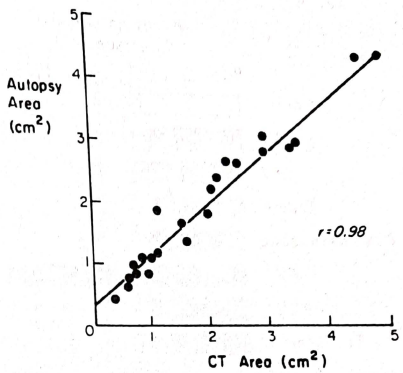 5
Autopsy
Area
(cm²)
4
3
2
1
0
r=0.98
1 2 3 4 5
CT Area (cm²)